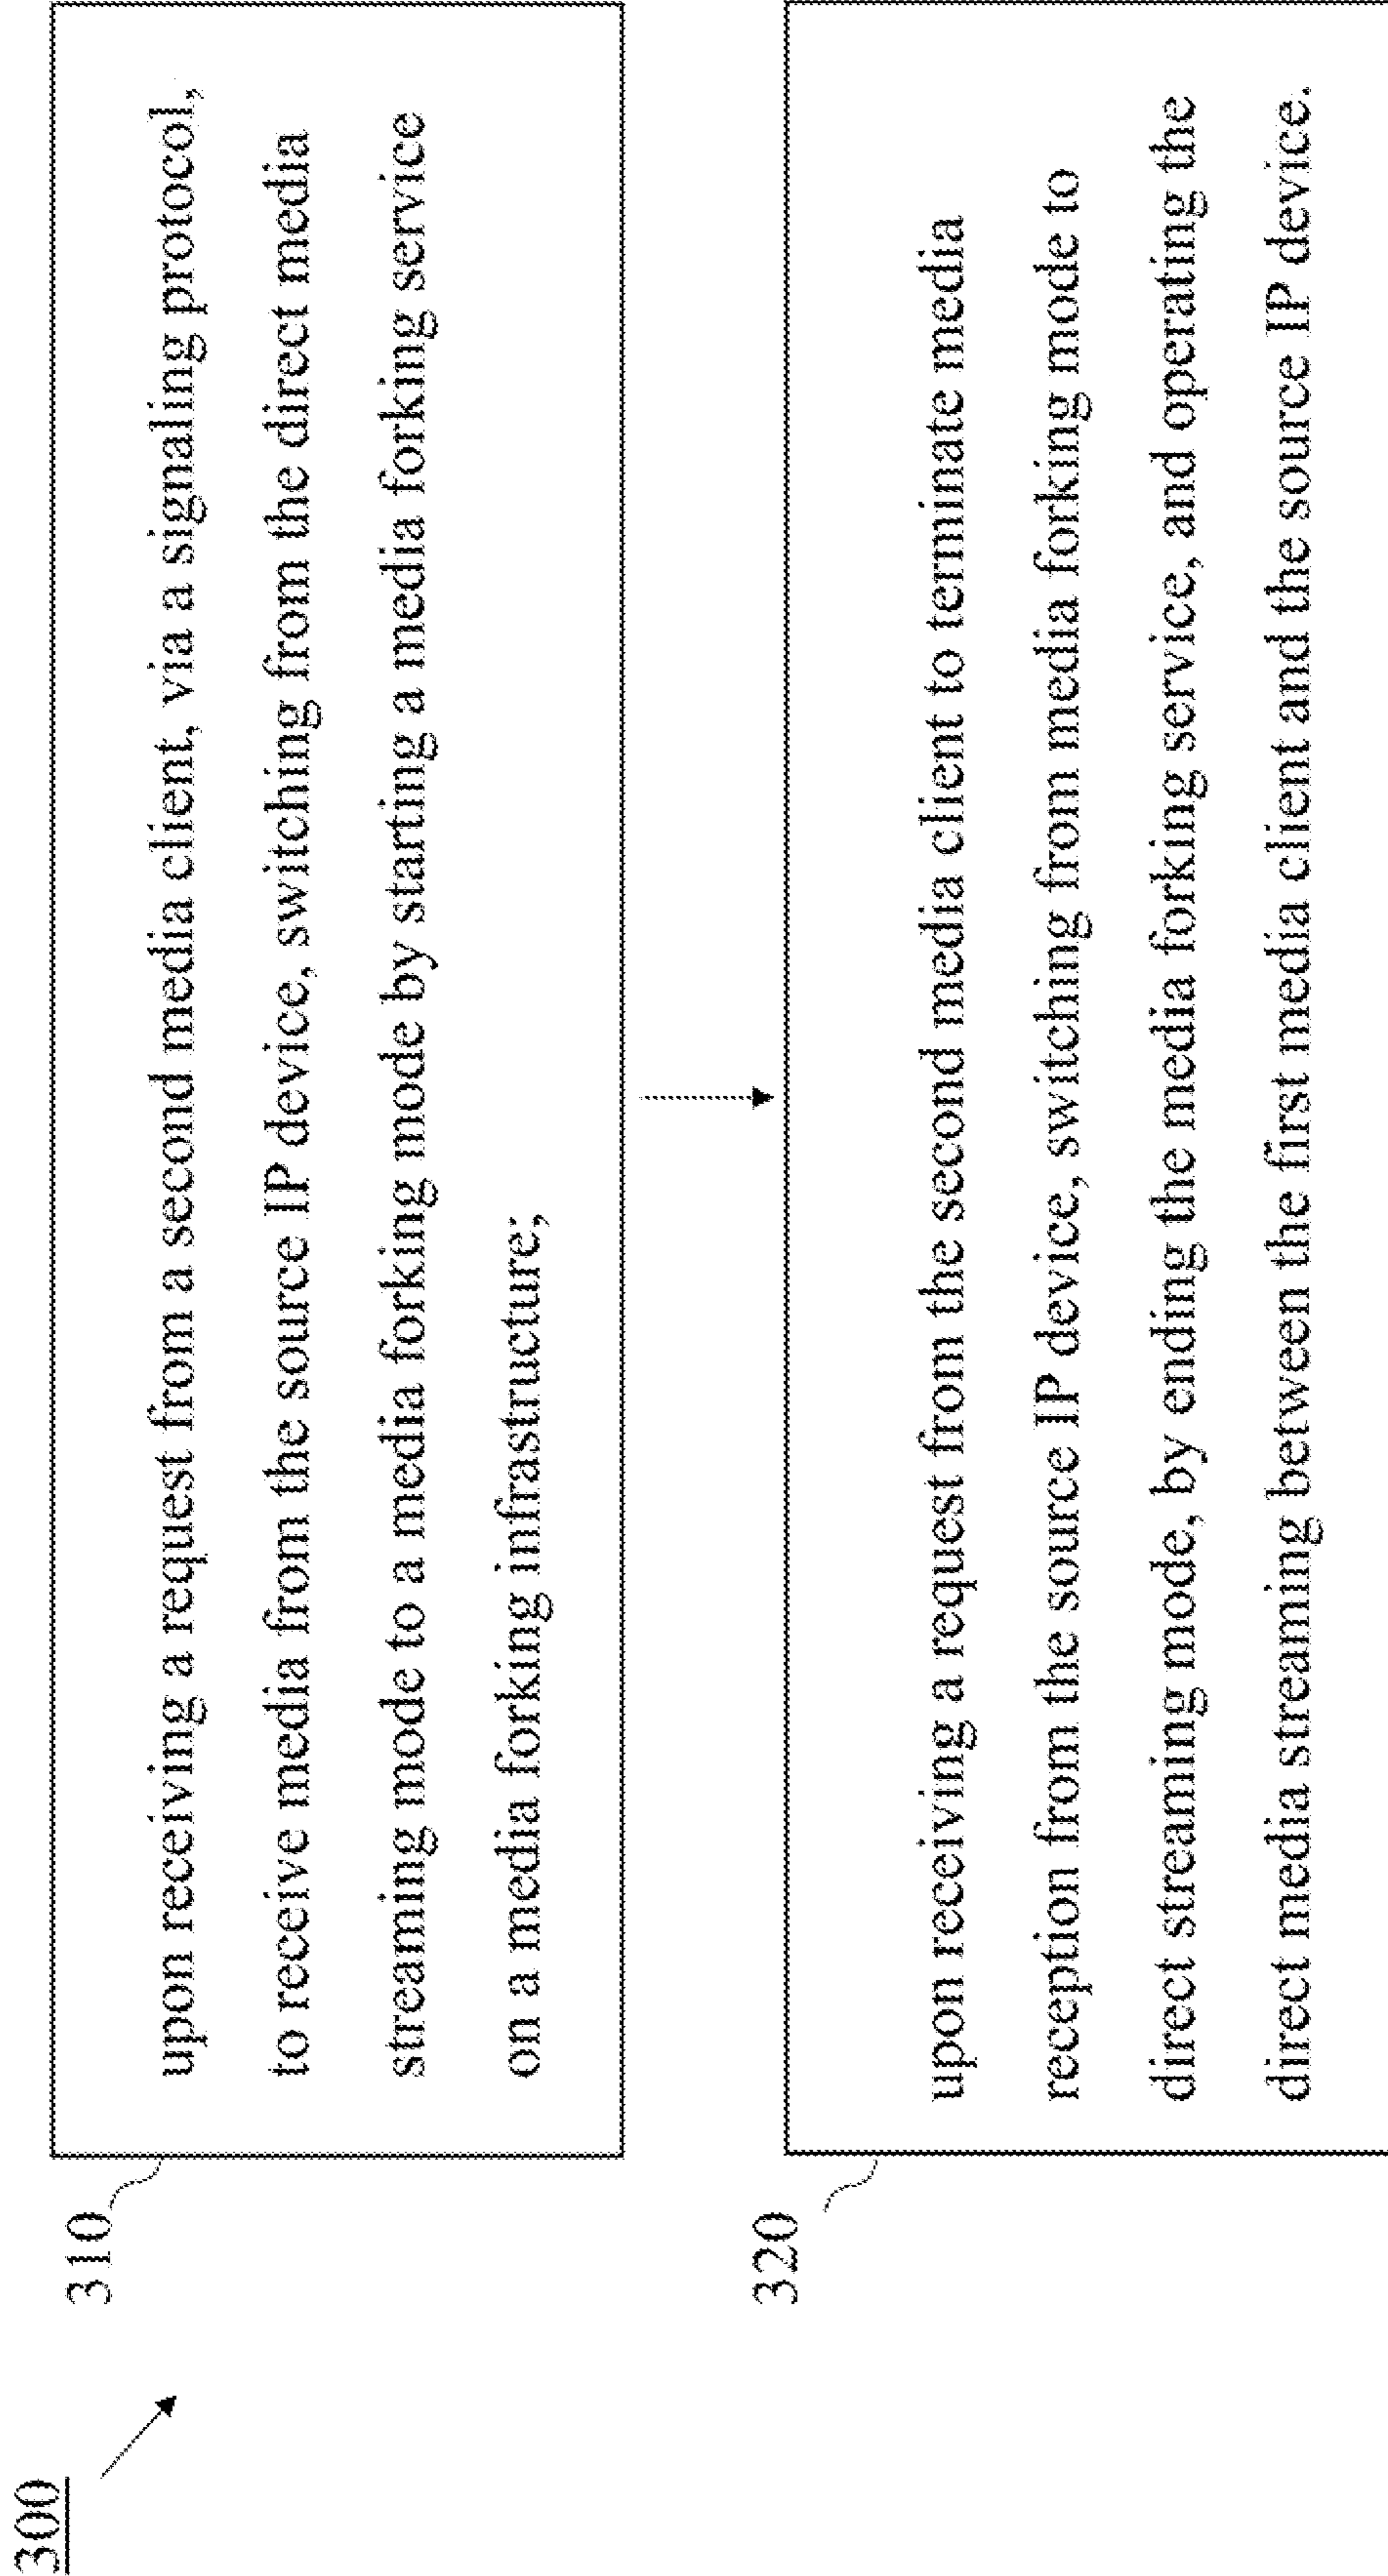 300
310
upon receiving a request from a second media client, via a signaling protocol,
to receive media from the source IP device, switching from the direct media
streaming mode to a media forking mode by starting a media forking service
on a media forking infrastructure;
320
upon receiving a request from the second media client to terminate media
reception from the source IP device, switching from media forking mode to
direct streaming mode, by ending the media forking service, and operating the
direct media streaming between the first media client and the source IP device.